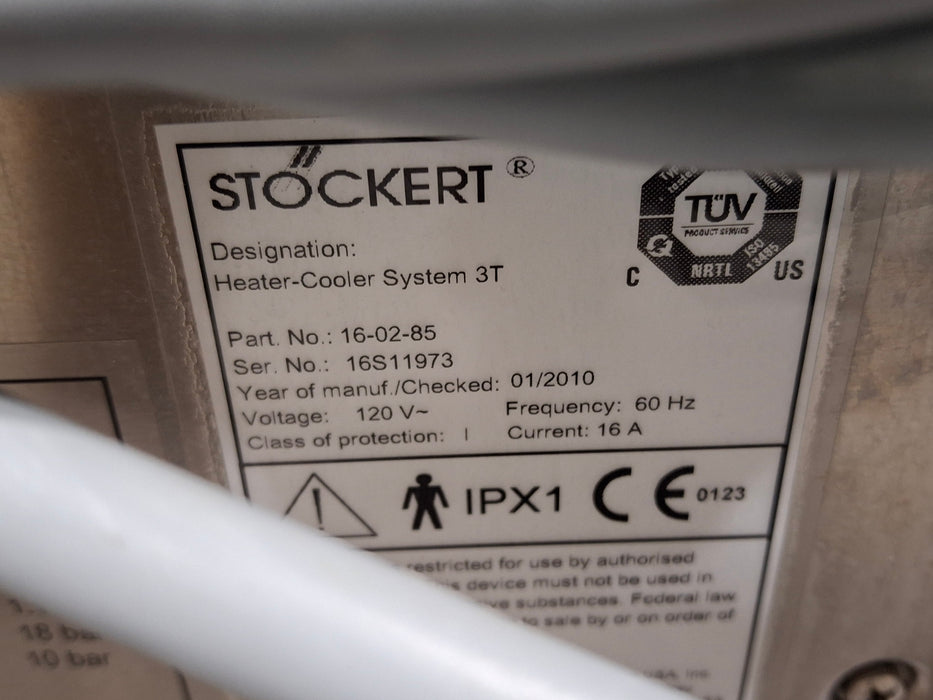 STÖCKERT ®
TÜV
PRODUCT SERVICE
ISO
13485
NRTL
C US
Designation:
Heater-Cooler System 3T
Part. No.: 16-02-85
Ser. No.: 16S11973
Year of manuf./Checked: 01/2010
Voltage: 120 V~ Frequency: 60 Hz
Class of protection: I Current: 16 A
IPX1 CE 0123
restricted for use by authorised
device must not be used in
substances. Federal law
to sale by or on order of
18 bar
10 bar